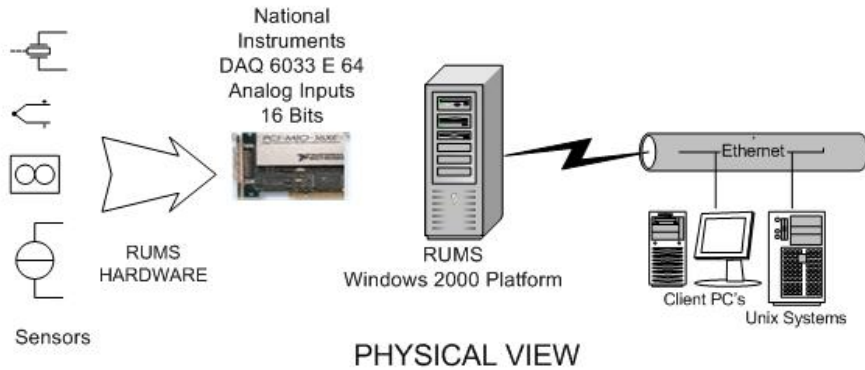 National
Instruments
DAQ 6033 E 64
Analog Inputs
16 Bits
Ethernet
RUMS
HARDWARE
RUMS
Windows 2000 Platform
Client PC's
Unix Systems
Sensors
PHYSICAL VIEW